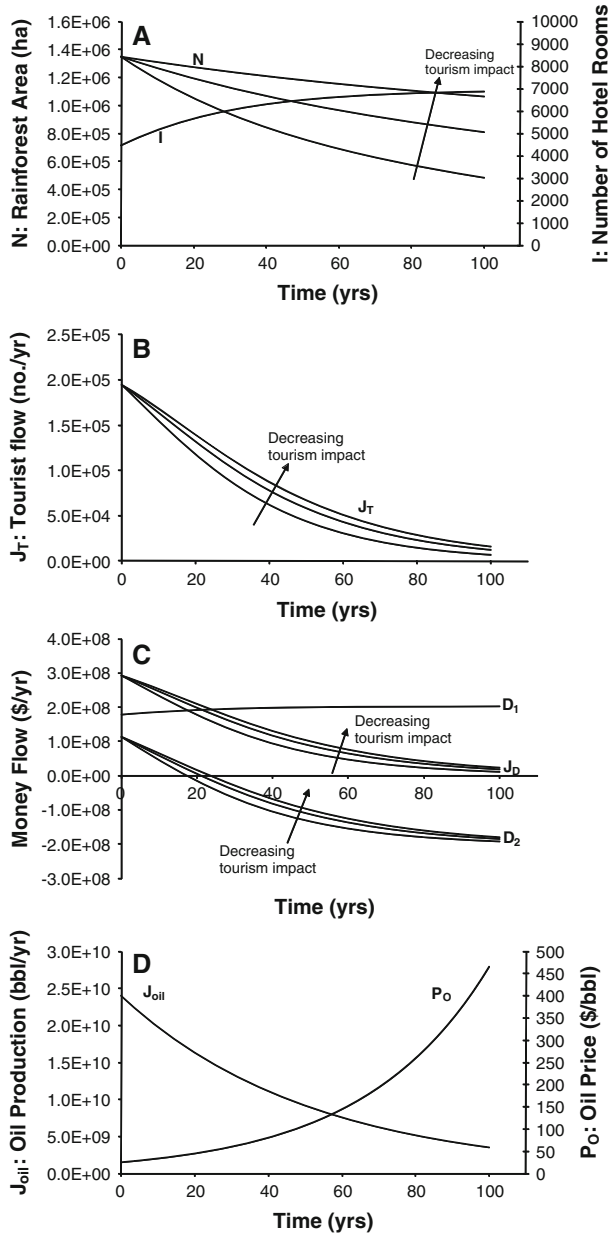 A
N: Rainforest Area (ha)
1.6E+06
1.4E+06
1.2E+06
1.0E+06
8.0E+05
6.0E+05
4.0E+05
2.0E+05
0.0E+00
N
I
Decreasing
tourism impact
10000
9000
8000
7000
6000
5000
4000
3000
2000
1000
0
I: Number of Hotel Rooms
0 20 40 60 80 100
Time (yrs)
B
J_T: Tourist flow (no./yr)
2.5E+05
2.0E+05
1.5E+05
1.0E+05
5.0E+04
0.0E+00
Decreasing
tourism impact
J_T
0 20 40 60 80 100
Time (yrs)
C
Money Flow ($/yr)
4.0E+08
3.0E+08
2.0E+08
1.0E+08
0.0E+00
-1.0E+08
-2.0E+08
-3.0E+08
D_1
Decreasing
tourism impact
J_D
0 20 40 60 80 100
Decreasing
tourism impact
D_2
Time (yrs)
D
J_oil: Oil Production (bbl/yr)
3.0E+10
2.5E+10
2.0E+10
1.5E+10
1.0E+10
5.0E+09
0.0E+00
J_oil
P_O
500
450
400
350
300
250
200
150
100
50
0
P_O: Oil Price ($/bbl)
0 20 40 60 80 100
Time (yrs)